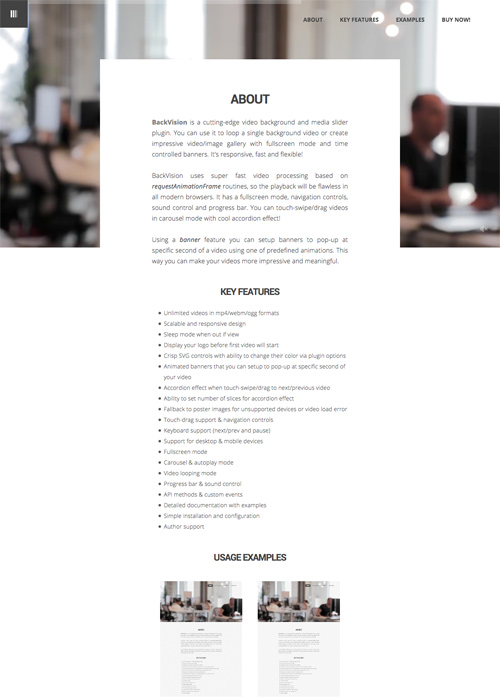 ABOUT KEY FEATURES EXAMPLES BUY NOW!
ABOUT
BackVision is a cutting-edge video background and media slider
plugin. You can use it to loop a single background video or create
impressive video/image gallery with fullscreen mode and time
controlled banners. It's responsive, fast and flexible!
BackVision uses super fast video processing based on
requestAnimationFrame routines, so the playback will be flawless in
all modern browsers. It has a fullscreen mode, navigation controls,
sound control and progress bar. You can touch-swipe/drag videos
in carousel mode with cool accordion effect!
Using a banner feature you can setup banners to pop-up at
specific second of a video using one of predefined animations. This
way you can make your videos more impressive and meaningful.
KEY FEATURES
Unlimited videos in mp4/webm/ogg formats
Scalable and responsive design
Sleep mode when out if view
Display your logo before first video will start
Crisp SVG controls with ability to change their color via plugin options
Animated banners that you can setup to pop-up at specific second of
your video
Accordion effect when touch-swipe/drag to next/previous video
Ability to set number of slices for accordion effect
Fallback to poster images for unsupported devices or video load error
Touch-drag support & navigation controls
Keyboard support (next/prev and pause)
Support for desktop & mobile devices
Fullscreen mode
Carousel & autoplay mode
Video looping mode
Progress bar & sound control
API methods & custom events
Detailed documentation with examples
Simple installation and configuration
Author support
USAGE EXAMPLES